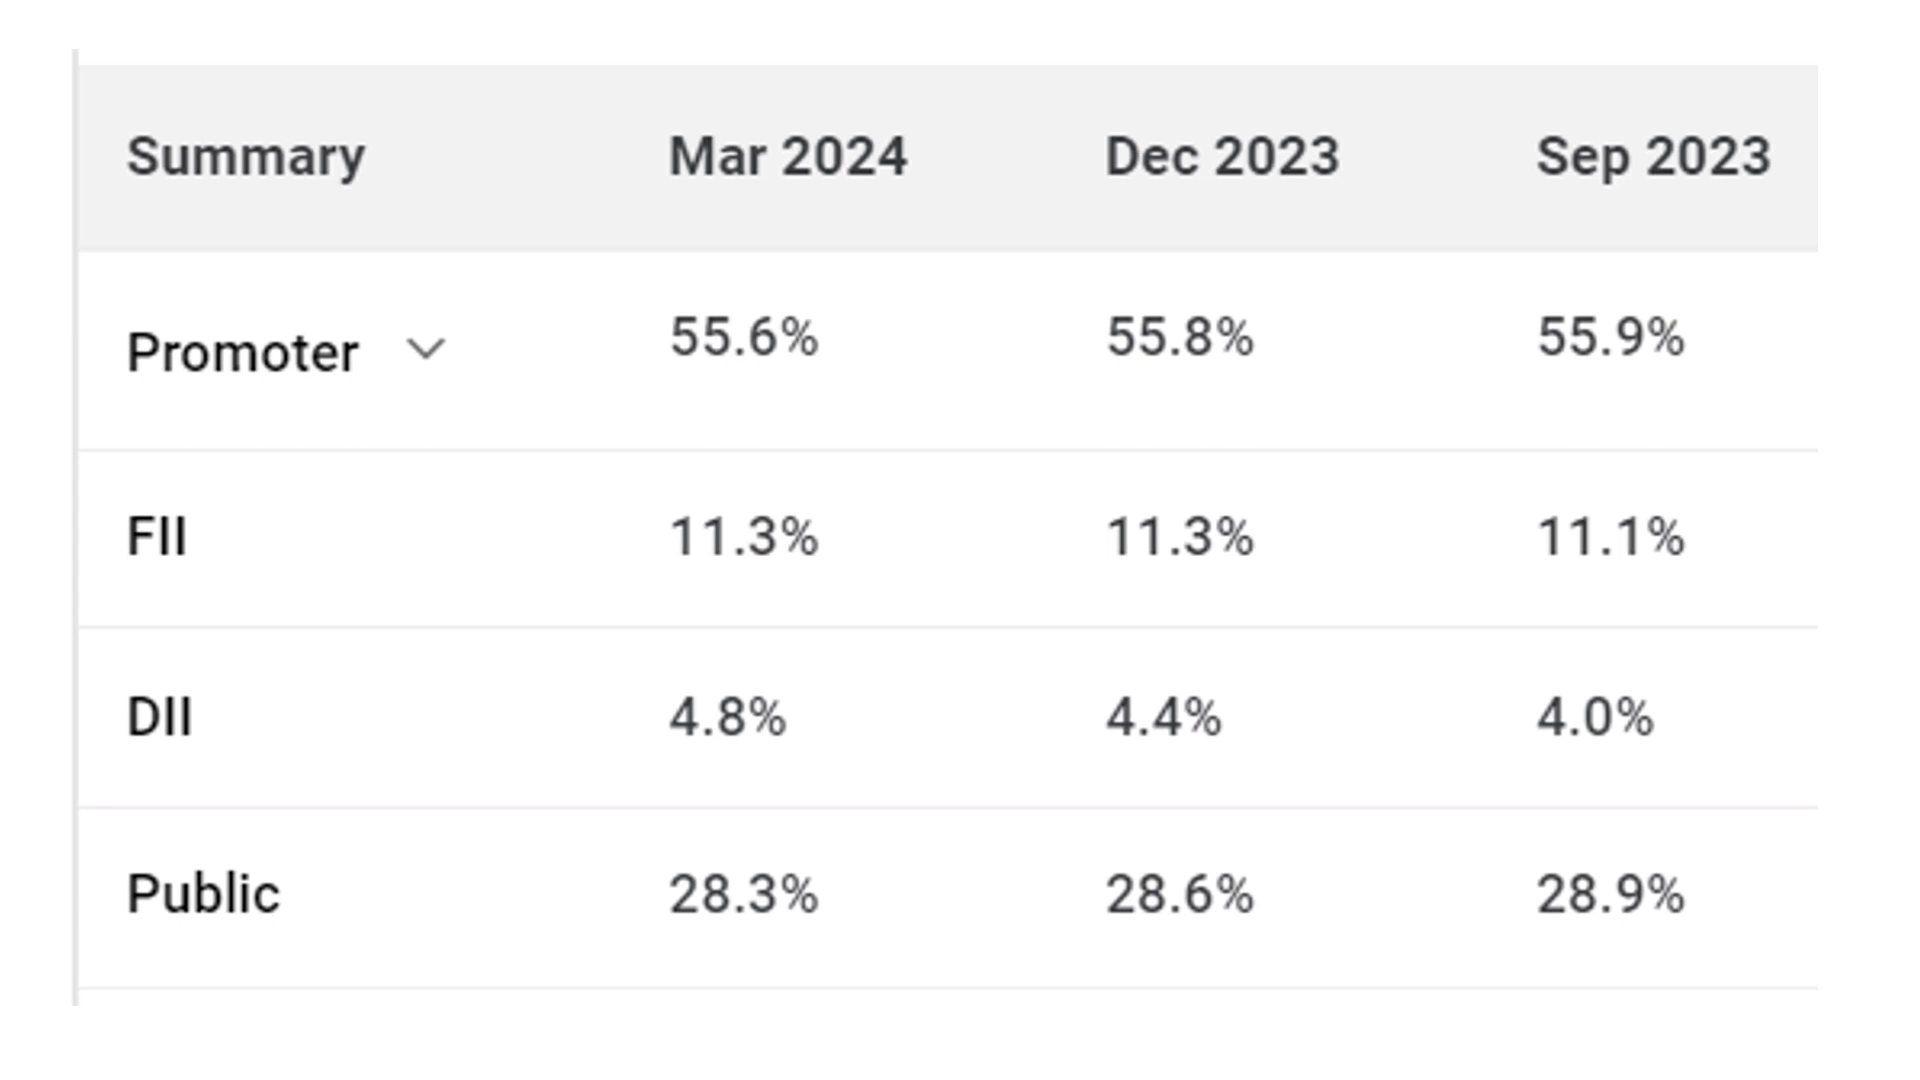 Summary Mar 2024 Dec 2023 Sep 2023
Promoter 55.6% 55.8% 55.9%
FII 11.3% 11.3% 11.1%
DII 4.8% 4.4% 4.0%
Public 28.3% 28.6% 28.9%